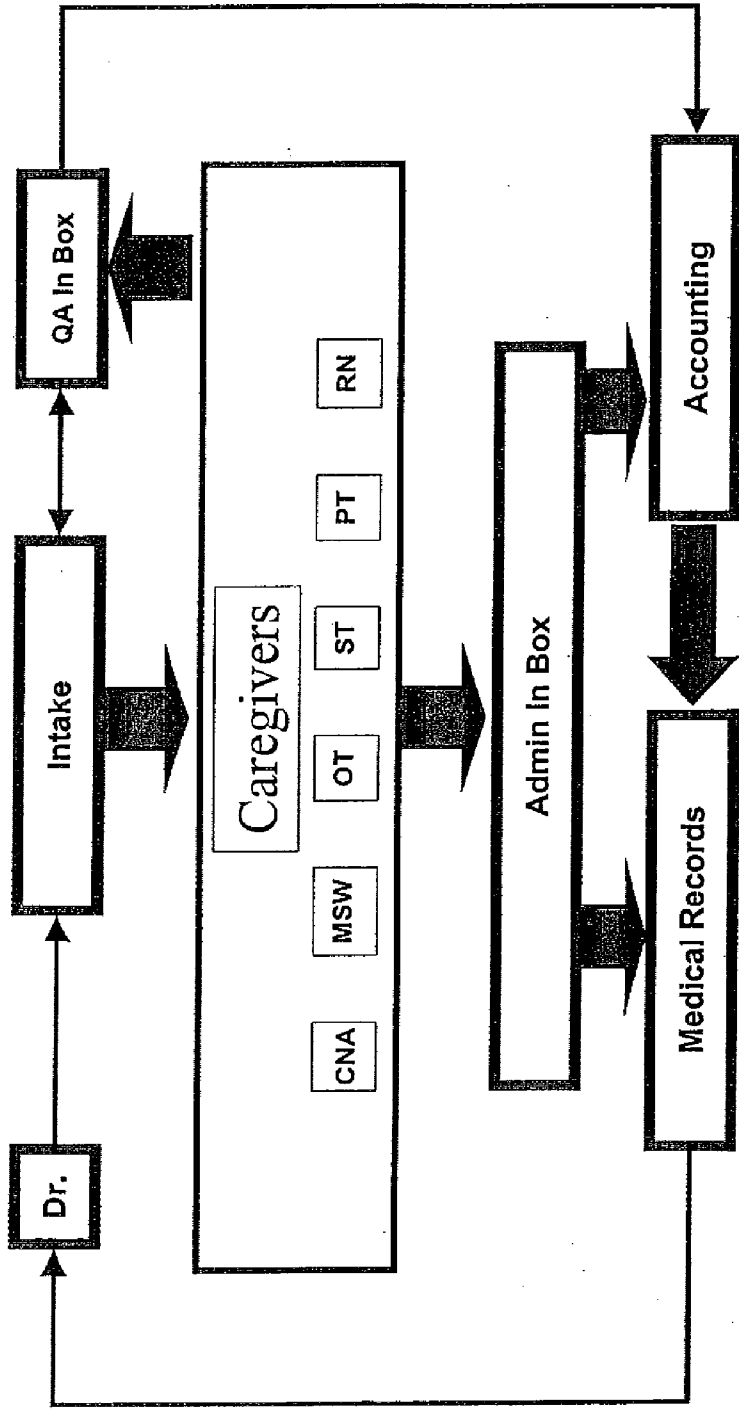 Dr.
Intake
QA In Box
Caregivers
CNA
MSW
OT
ST
PT
RN
Admin In Box
Medical Records
Accounting